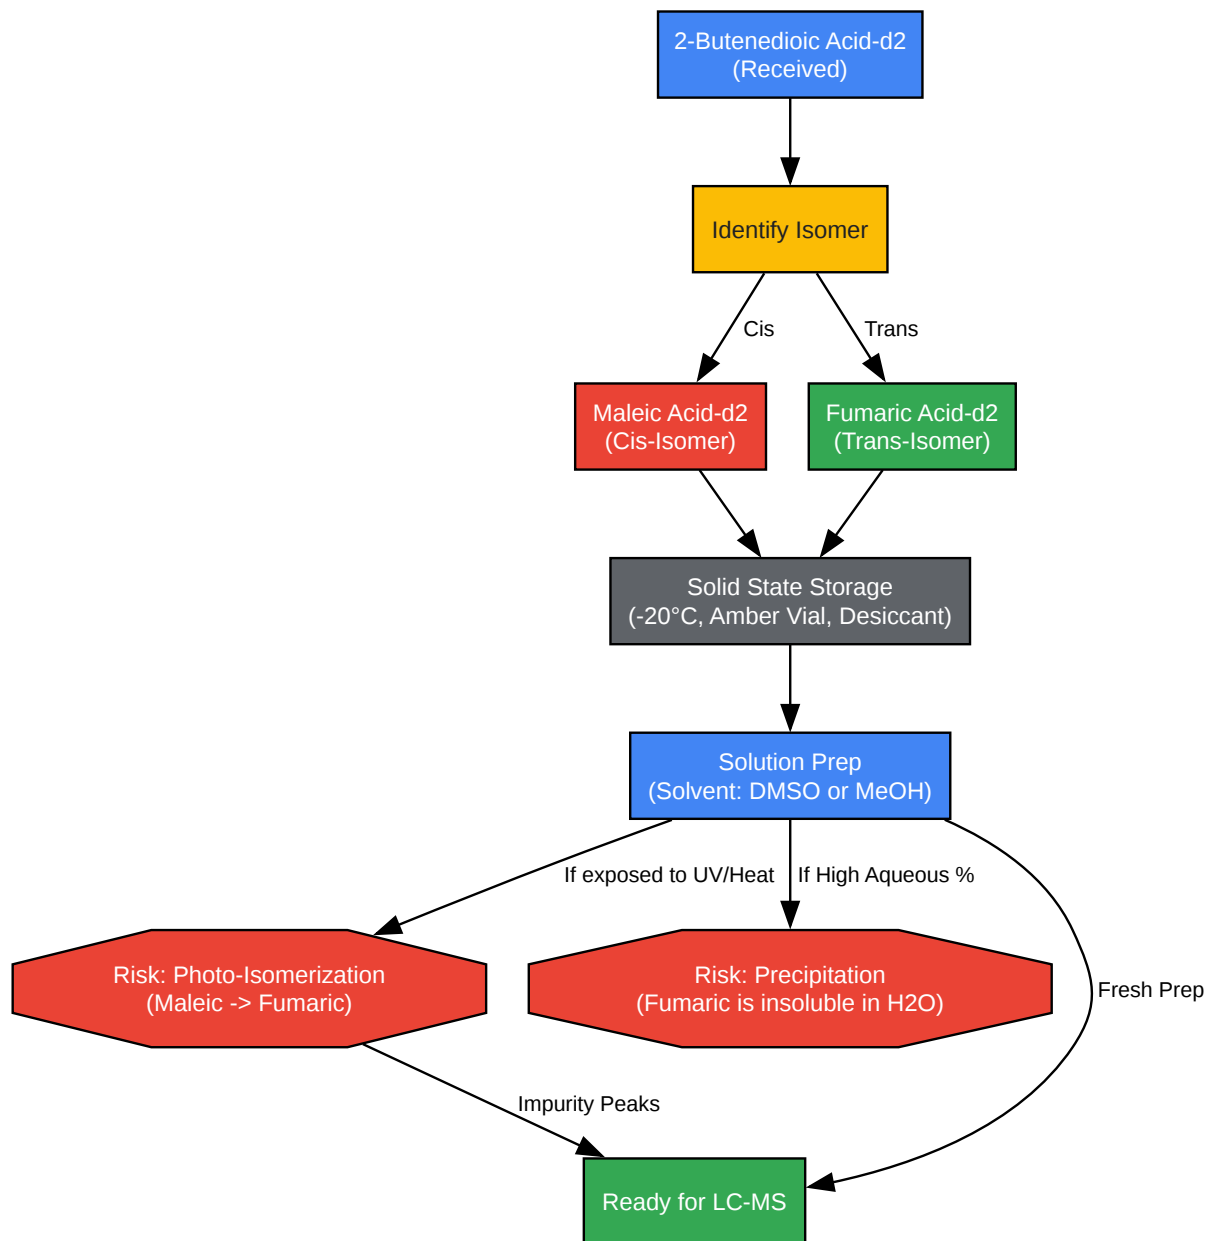 2-Butenedioic Acid-d2
(Received)
Identify Isomer
Cis
Trans
Maleic Acid-d2
(Cis-Isomer)
Fumaric Acid-d2
(Trans-Isomer)
Solid State Storage
(-20°C, Amber Vial, Desiccant)
Solution Prep
(Solvent: DMSO or MeOH)
If exposed to UV/Heat
If High Aqueous %
Risk: Photo-Isomerization
(Maleic -> Fumaric)
Risk: Precipitation
(Fumaric is insoluble in H2O)
Fresh Prep
Impurity Peaks
Ready for LC-MS